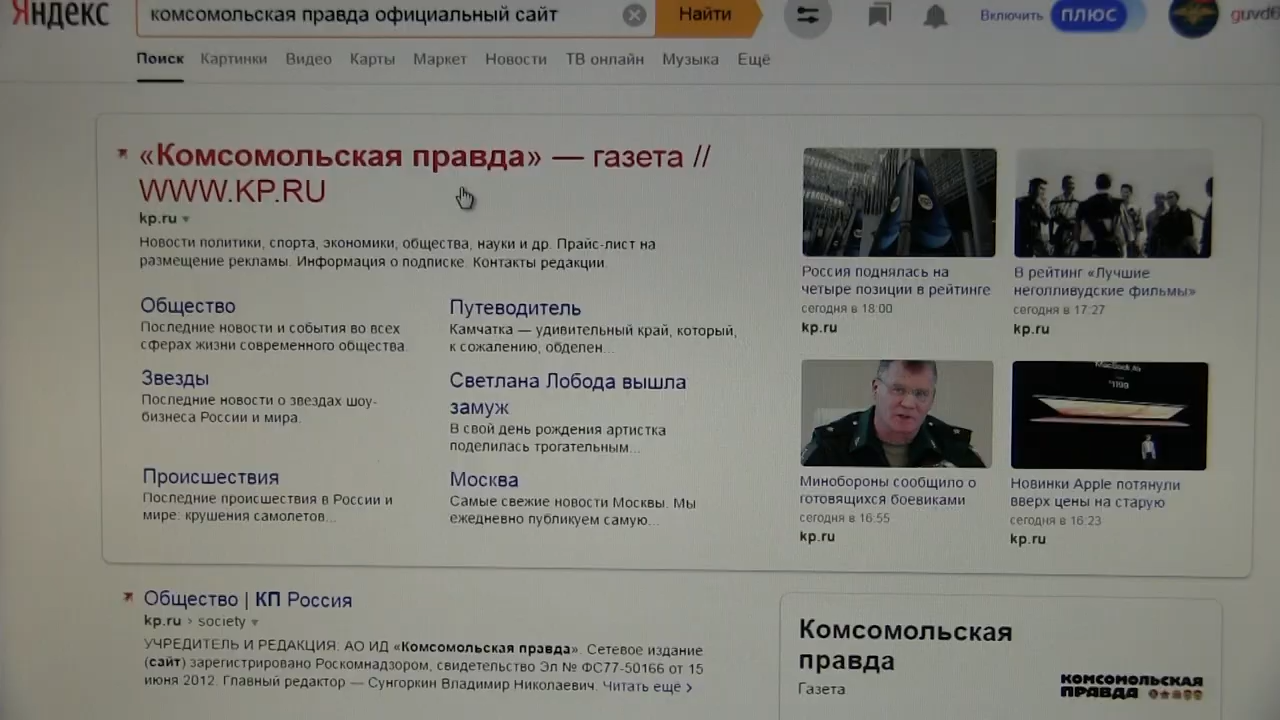 Яндекс
комсомольская правда официальный сайт
Найти
Включить ПЛЮС
guvd6
Поиск Картинки Видео Карты Маркет Новости ТВ онлайн Музыка Ещё
«Комсомольская правда» — газета //
WWW.KP.RU
kp.ru
Новости политики, спорта, экономики, общества, науки и др. Прайс-лист на
размещение рекламы. Информация о подписке. Контакты редакции.
Общество
Последние новости и события во всех
сферах жизни современного общества.
Звезды
Последние новости о звездах шоу-
бизнеса России и мира.
Происшествия
Последние происшествия в России и
мире: крушения самолетов...
Путеводитель
Камчатка — удивительный край, который,
к сожалению, обделен...
Светлана Лобода вышла
замуж
В свой день рождения артистка
поделилась трогательным...
Москва
Самые свежие новости Москвы. Мы
ежедневно публикуем самую...
Россия поднялась на
четыре позиции в рейтинге
сегодня в 18:00
kp.ru
В рейтинг «Лучшие
неголливудские фильмы»
сегодня в 17:27
kp.ru
Минобороны сообщило о
готовящихся боевиками
сегодня в 16:55
kp.ru
MacBook Air
Новинки Apple потянули
вверх цены на старую
сегодня в 16:23
kp.ru
Общество | КП Россия
kp.ru › society
УЧРЕДИТЕЛЬ И РЕДАКЦИЯ: АО ИД «Комсомольская правда». Сетевое издание
(сайт) зарегистрировано Роскомнадзором, свидетельство Эл № ФС77-50166 от 15
июня 2012. Главный редактор — Сунгоркин Владимир Николаевич. Читать ещё ›
Комсомольская
правда
Газета
КОМСОМОЛЬСКАЯ
ПРАВДА